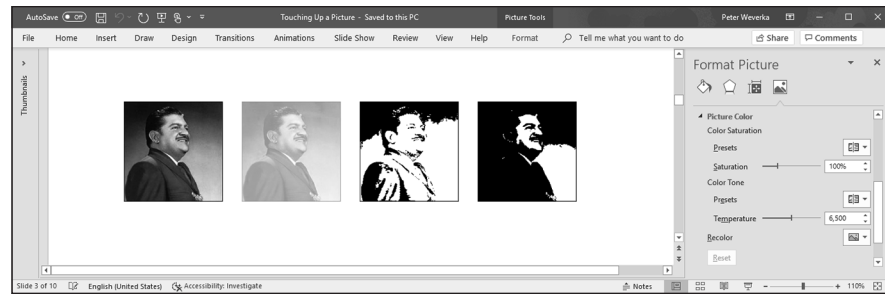 AutoSave Off Touching Up a Picture - Saved to this PC Picture Tools Peter Weverka
File Home Insert Draw Design Transitions Animations Slide Show Review View Help Format Tell me what you want to do Share Comments
Thumbnails
Format Picture
Picture Color
Color Saturation
Presets
Saturation 100%
Color Tone
Presets
Temperature 6,500
Recolor
Reset
Slide 3 of 10 English (United States) Accessibility: Investigate Notes 110%